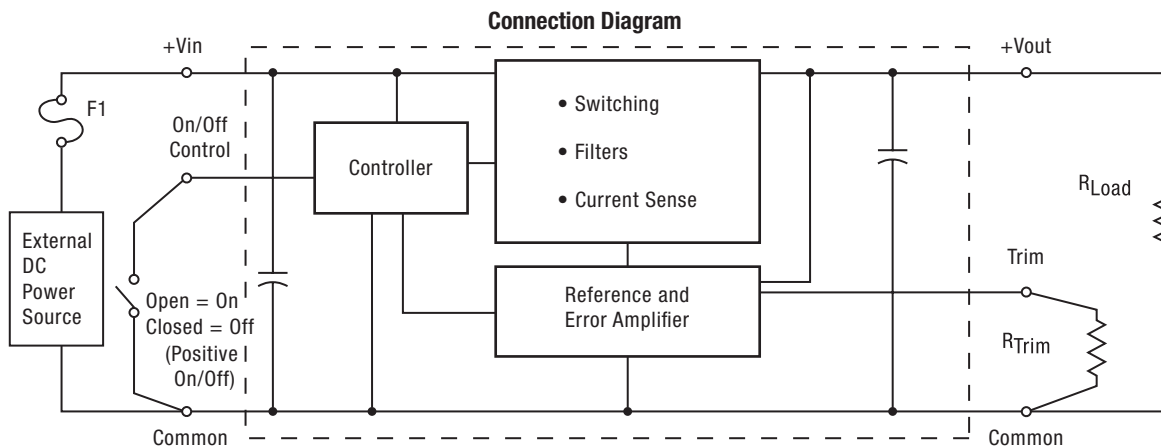 Connection Diagram
+Vin
+Vout
F1
On/Off
Control
Controller
• Switching
• Filters
• Current Sense
RLoad
External
DC
Power
Source
Open = On
Closed = Off
(Positive
On/Off)
Reference and
Error Amplifier
Trim
RTrim
Common
Common